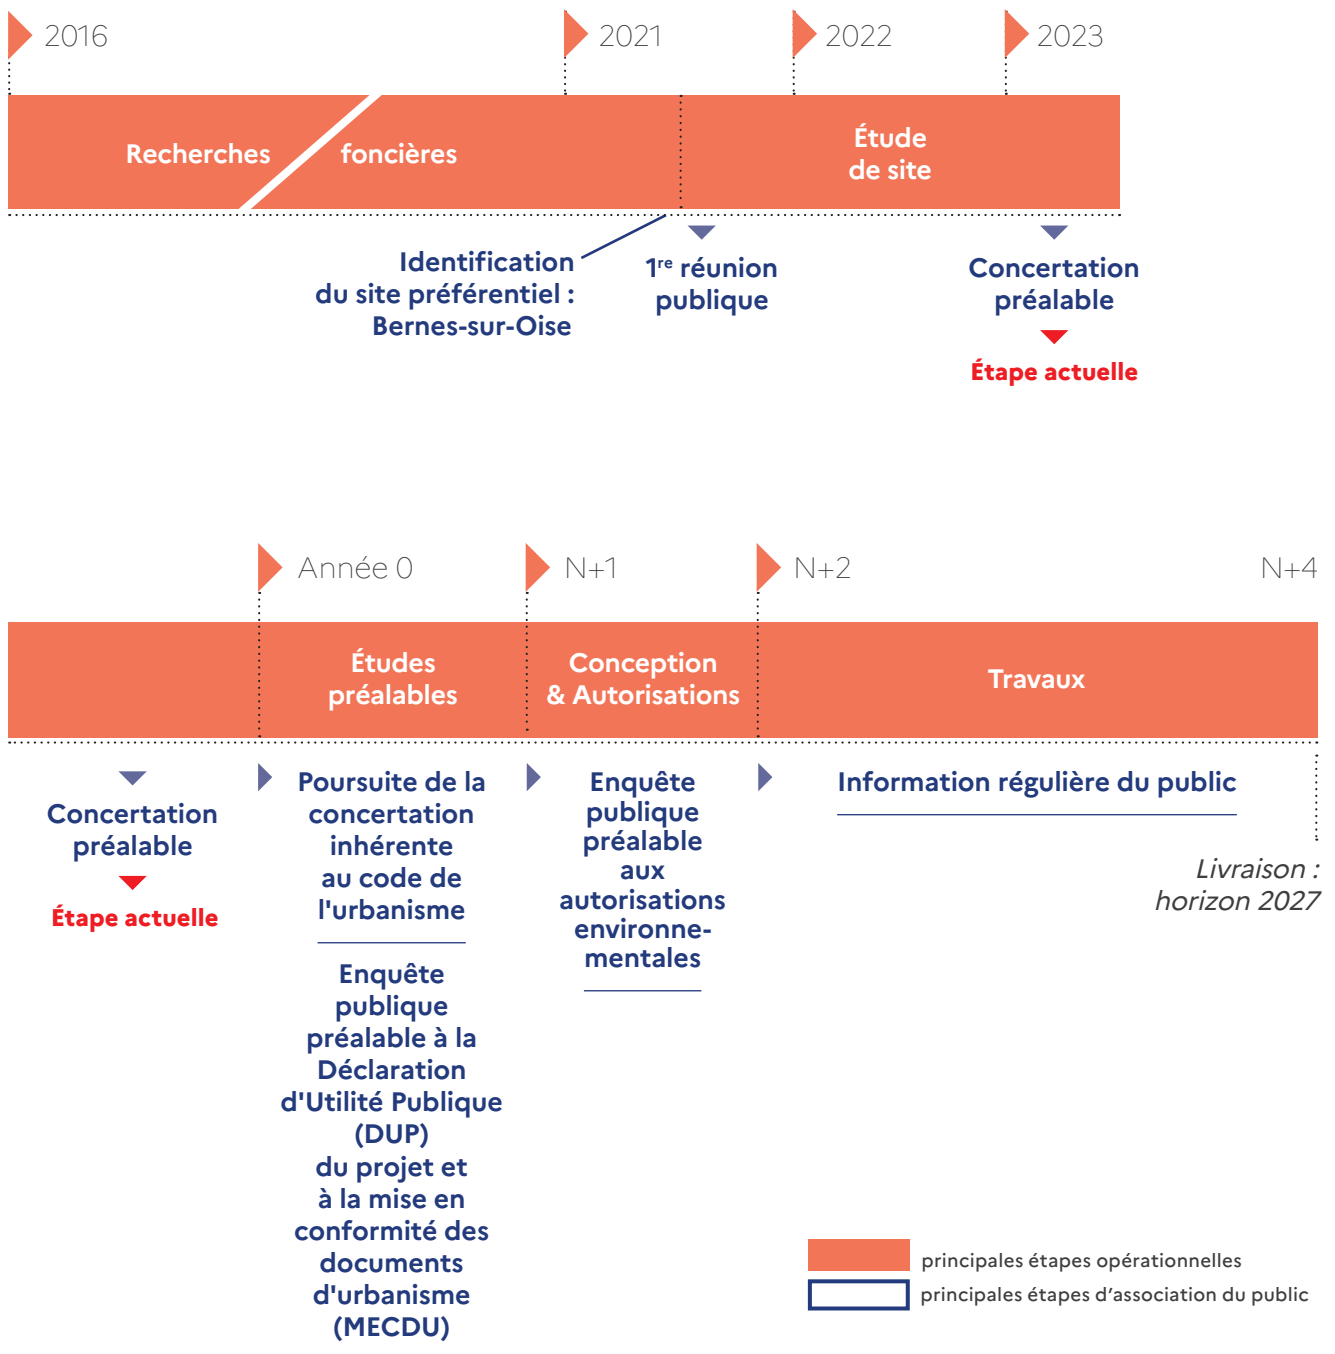 2016
2021
2022
2023
Recherches foncières
Étude
de site
Identification
du site préférentiel :
Bernes-sur-Oise
1re réunion
publique
Concertation
préalable
Étape actuelle
Année 0
N+1
N+2
N+4
Études
préalables
Conception
& Autorisations
Travaux
Concertation
préalable
Étape actuelle
Poursuite de la
concertation
inhérente
au code de
l'urbanisme
Enquête
publique
préalable à la
Déclaration
d'Utilité Publique
(DUP)
du projet et
à la mise en
conformité des
documents
d'urbanisme
(MECDU)
Enquête
publique
préalable
aux
autorisations
environne-
mentales
Information régulière du public
Livraison :
horizon 2027
principales étapes opérationnelles
principales étapes d’association du public